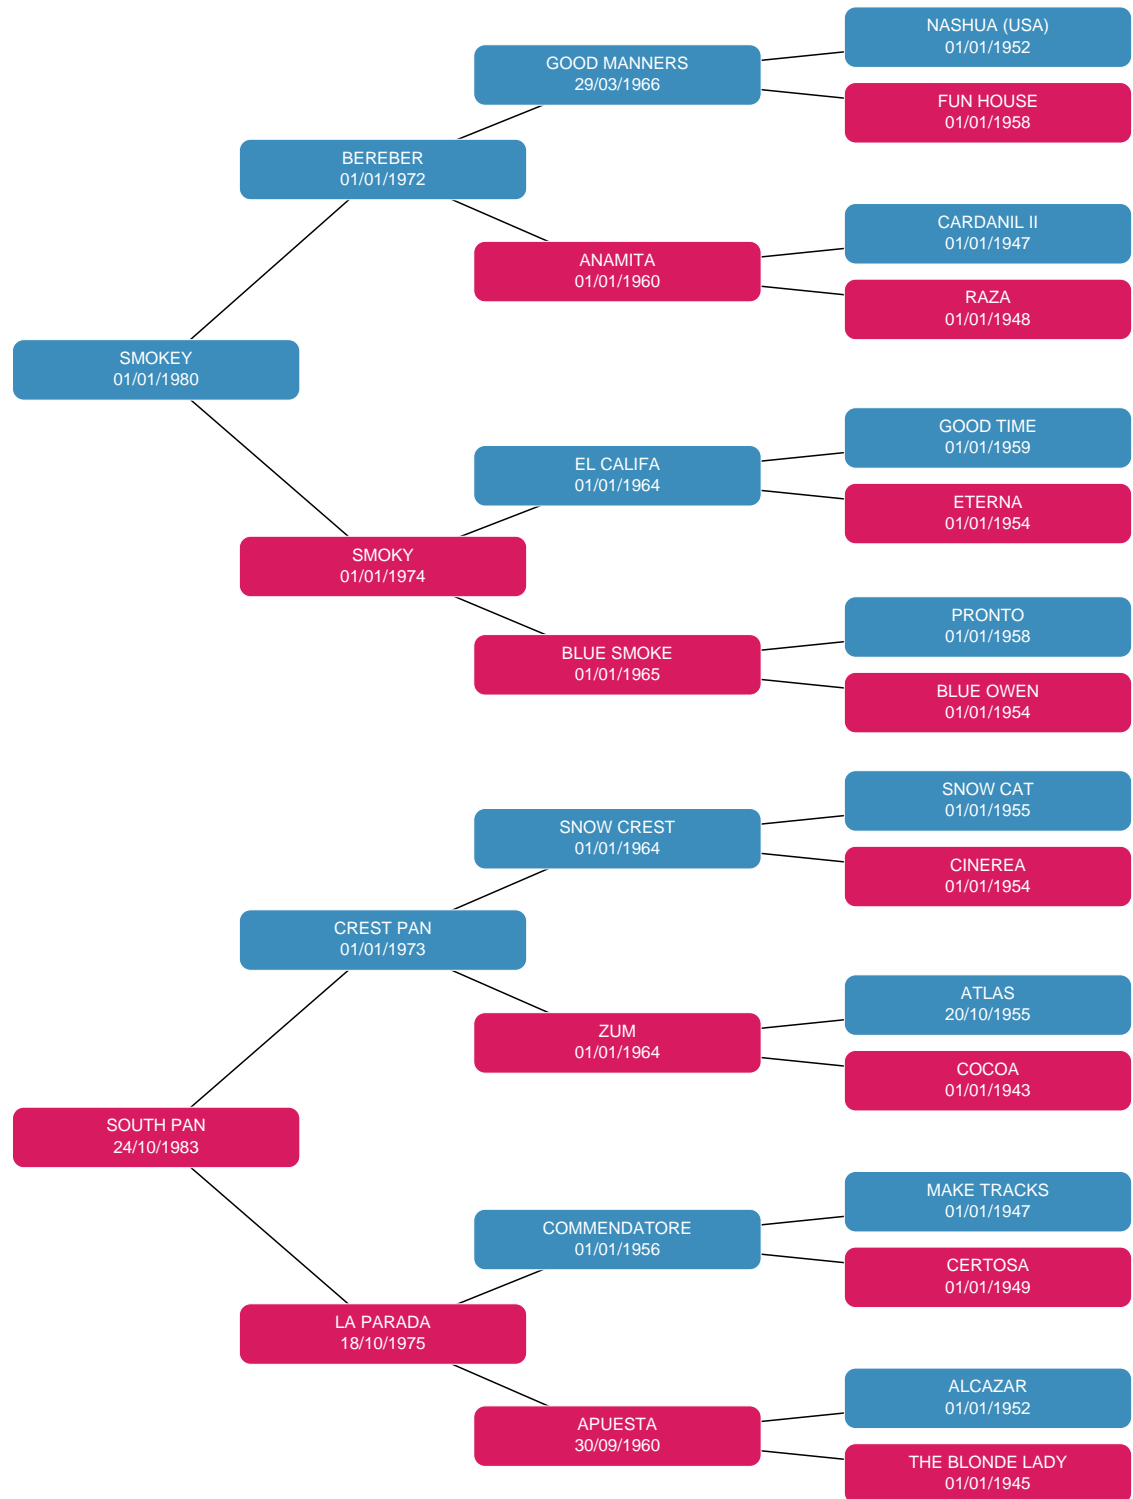 NASHUA (USA)
01/01/1952
GOOD MANNERS
29/03/1966
FUN HOUSE
01/01/1958
BEREBER
01/01/1972
CARDANIL II
01/01/1947
ANAMITA
01/01/1960
RAZA
01/01/1948
SMOKEY
01/01/1980
GOOD TIME
01/01/1959
EL CALIFA
01/01/1964
ETERNA
01/01/1954
SMOKY
01/01/1974
PRONTO
01/01/1958
BLUE SMOKE
01/01/1965
BLUE OWEN
01/01/1954
SNOW CAT
01/01/1955
SNOW CREST
01/01/1964
CINEREA
01/01/1954
CREST PAN
01/01/1973
ATLAS
20/10/1955
ZUM
01/01/1964
COCOA
01/01/1943
SOUTH PAN
24/10/1983
MAKE TRACKS
01/01/1947
COMMENDATORE
01/01/1956
CERTOSA
01/01/1949
LA PARADA
18/10/1975
ALCAZAR
01/01/1952
APUESTA
30/09/1960
THE BLONDE LADY
01/01/1945